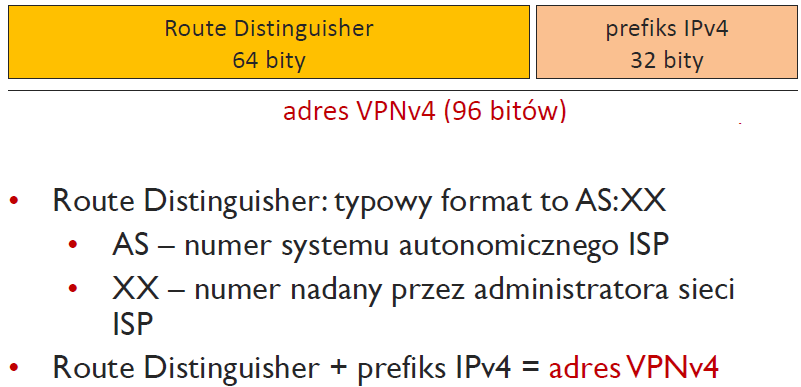 Route Distinguisher
64 bity
prefiks IPv4
32 bity
adres VPNv4 (96 bitów)
• Route Distinguisher: typowy format to AS:XX
• AS – numer systemu autonomicznego ISP
• XX – numer nadany przez administratora sieci
ISP
• Route Distinguisher + prefiks IPv4 = adres VPNv4